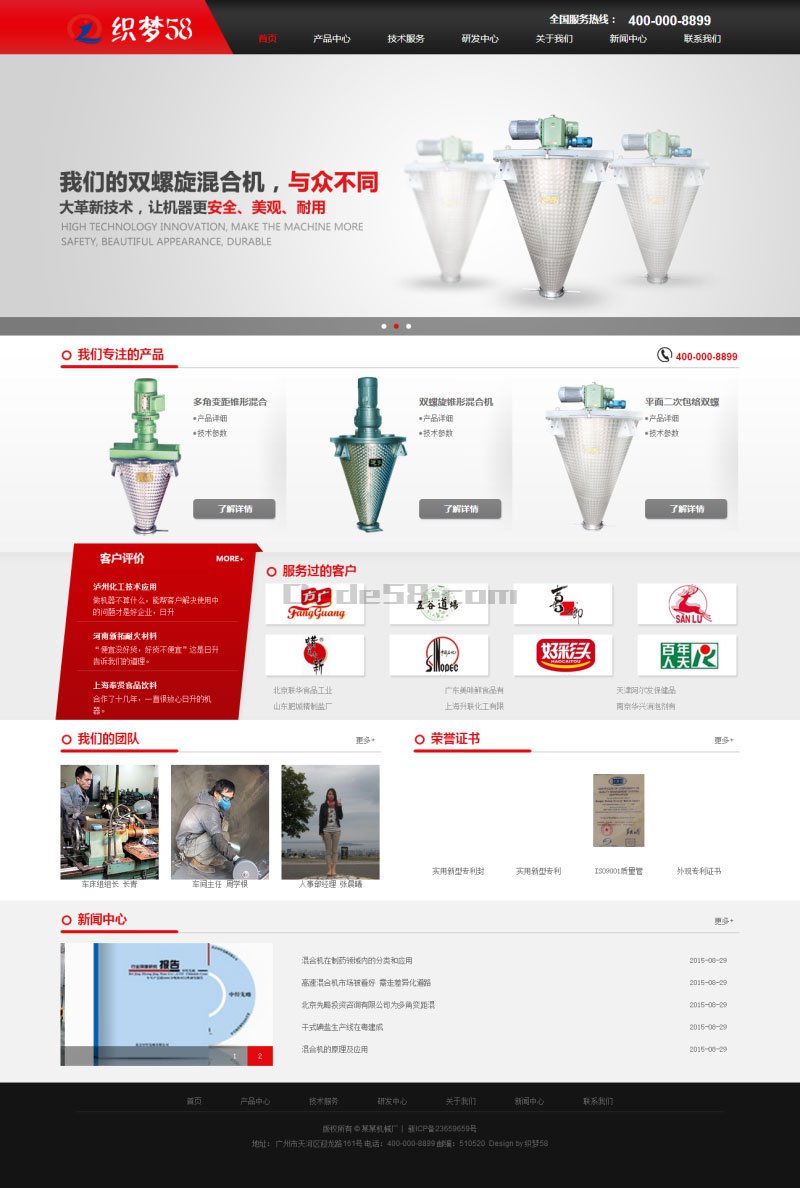 织梦58
全国服务热线： 400-000-8899
首页 产品中心 技术服务 研发中心 关于我们 新闻中心 联系我们
我们的双螺旋混合机，与众不同
大革新技术，让机器更安全、美观、耐用
HIGH TECHNOLOGY INNOVATION, MAKE THE MACHINE MORE
SAFETY, BEAUTIFUL APPEARANCE, DURABLE
我们专注的产品
400-000-8899
多角变距锥形混合
产品详细
技术参数
了解详情
双螺旋锥形混合机
产品详细
技术参数
了解详情
平面二次包络双螺
产品详细
技术参数
了解详情
客户评价 MORE+
泸州化工技术应用
做机器不算什么，能帮客户解决使用中
的问题才是好企业，日升
河南新拓耐火材料
“便宜没好货，好货不便宜”这是日升
告诉我们的道理。
上海奉贤食品饮料
合作了十几年，一直很放心日升的机
器。
服务过的客户
Code58.com
方广
FangGuang
五谷道场
喜之郎
SAN LU
SINOPEC
好彩头
HAOCAITOU
百年
人天
北京联华食品工业 广东美味鲜食品有 天津阿尔发保健品
山东肥城精制盐厂 上海升联化工有限 南京华兴消泡剂有
我们的团队 更多+
车床组组长 长青
车间主任 周学根
人事部经理 张晨曦
荣誉证书 更多+
实用新型专利封
实用新型专利
ISO9001质量管
外观专利证书
新闻中心 更多+
报告
1 2
混合机在制药领域内的分类和应用 2015-08-29
高速混合机市场被看好 需走差异化道路 2015-08-29
北京先略投资咨询有限公司为多角变距混 2015-08-29
干式碘盐生产线在粤建成 2015-08-29
混合机的原理及应用 2015-08-29
首页 产品中心 技术服务 研发中心 关于我们 新闻中心 联系我们
版权所有 © 某某机械厂 | 蜀ICP备23659659号
地址：广州市天河区迎龙路161号 电话：400-000-8899 邮编：510520 Design by 织梦58